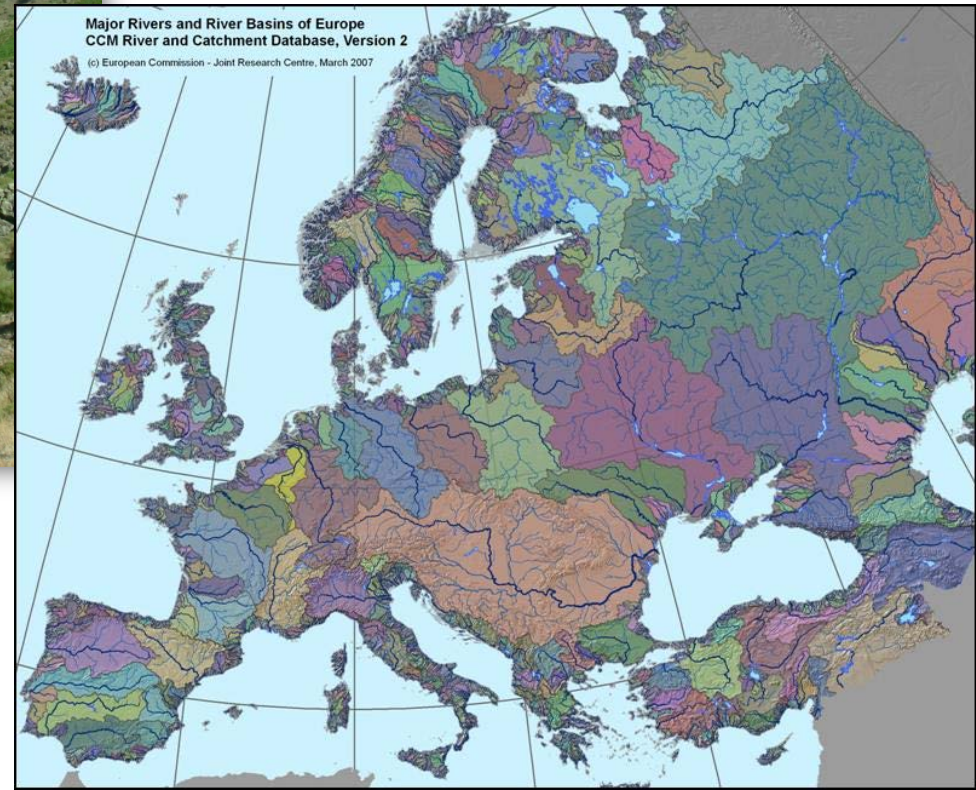 Major Rivers and River Basins of Europe
CCM River and Catchment Database, Version 2
(c) European Commission - Joint Research Centre, March 2007